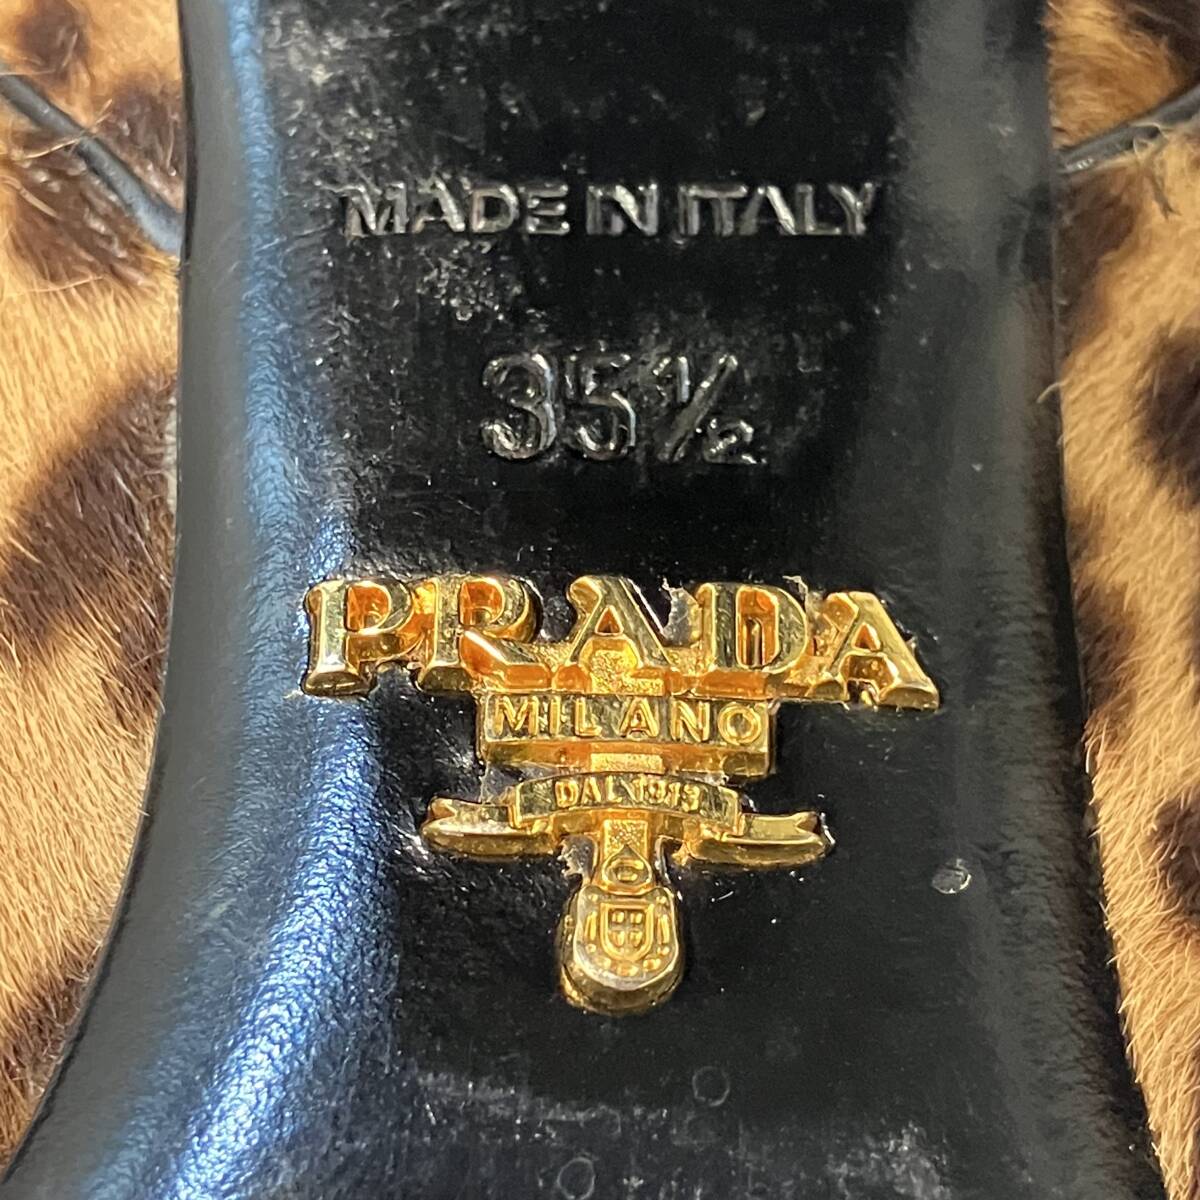 MADE IN ITALY
35½
PRADA
MILANO
DAL 1913